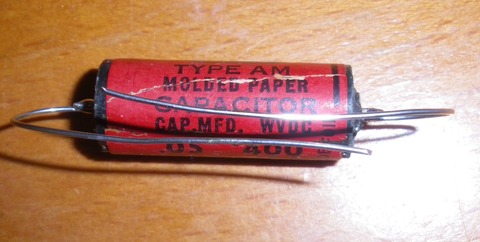 TYPE AM
MOLDED PAPER
CAPACITOR
CAP. MFD. WVDC
.05 400